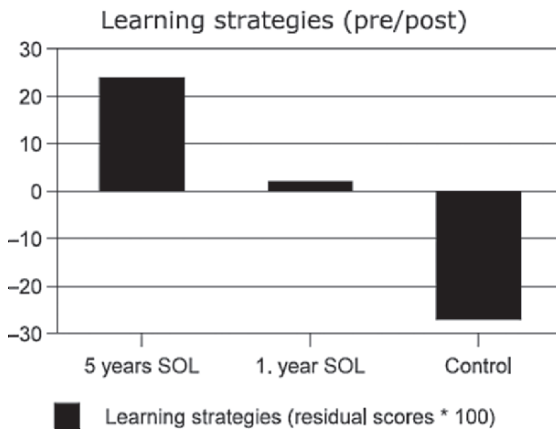 Learning strategies (pre/post)
30
20
10
0
–10
–20
–30
5 years SOL
1. year SOL
Control
Learning strategies (residual scores * 100)